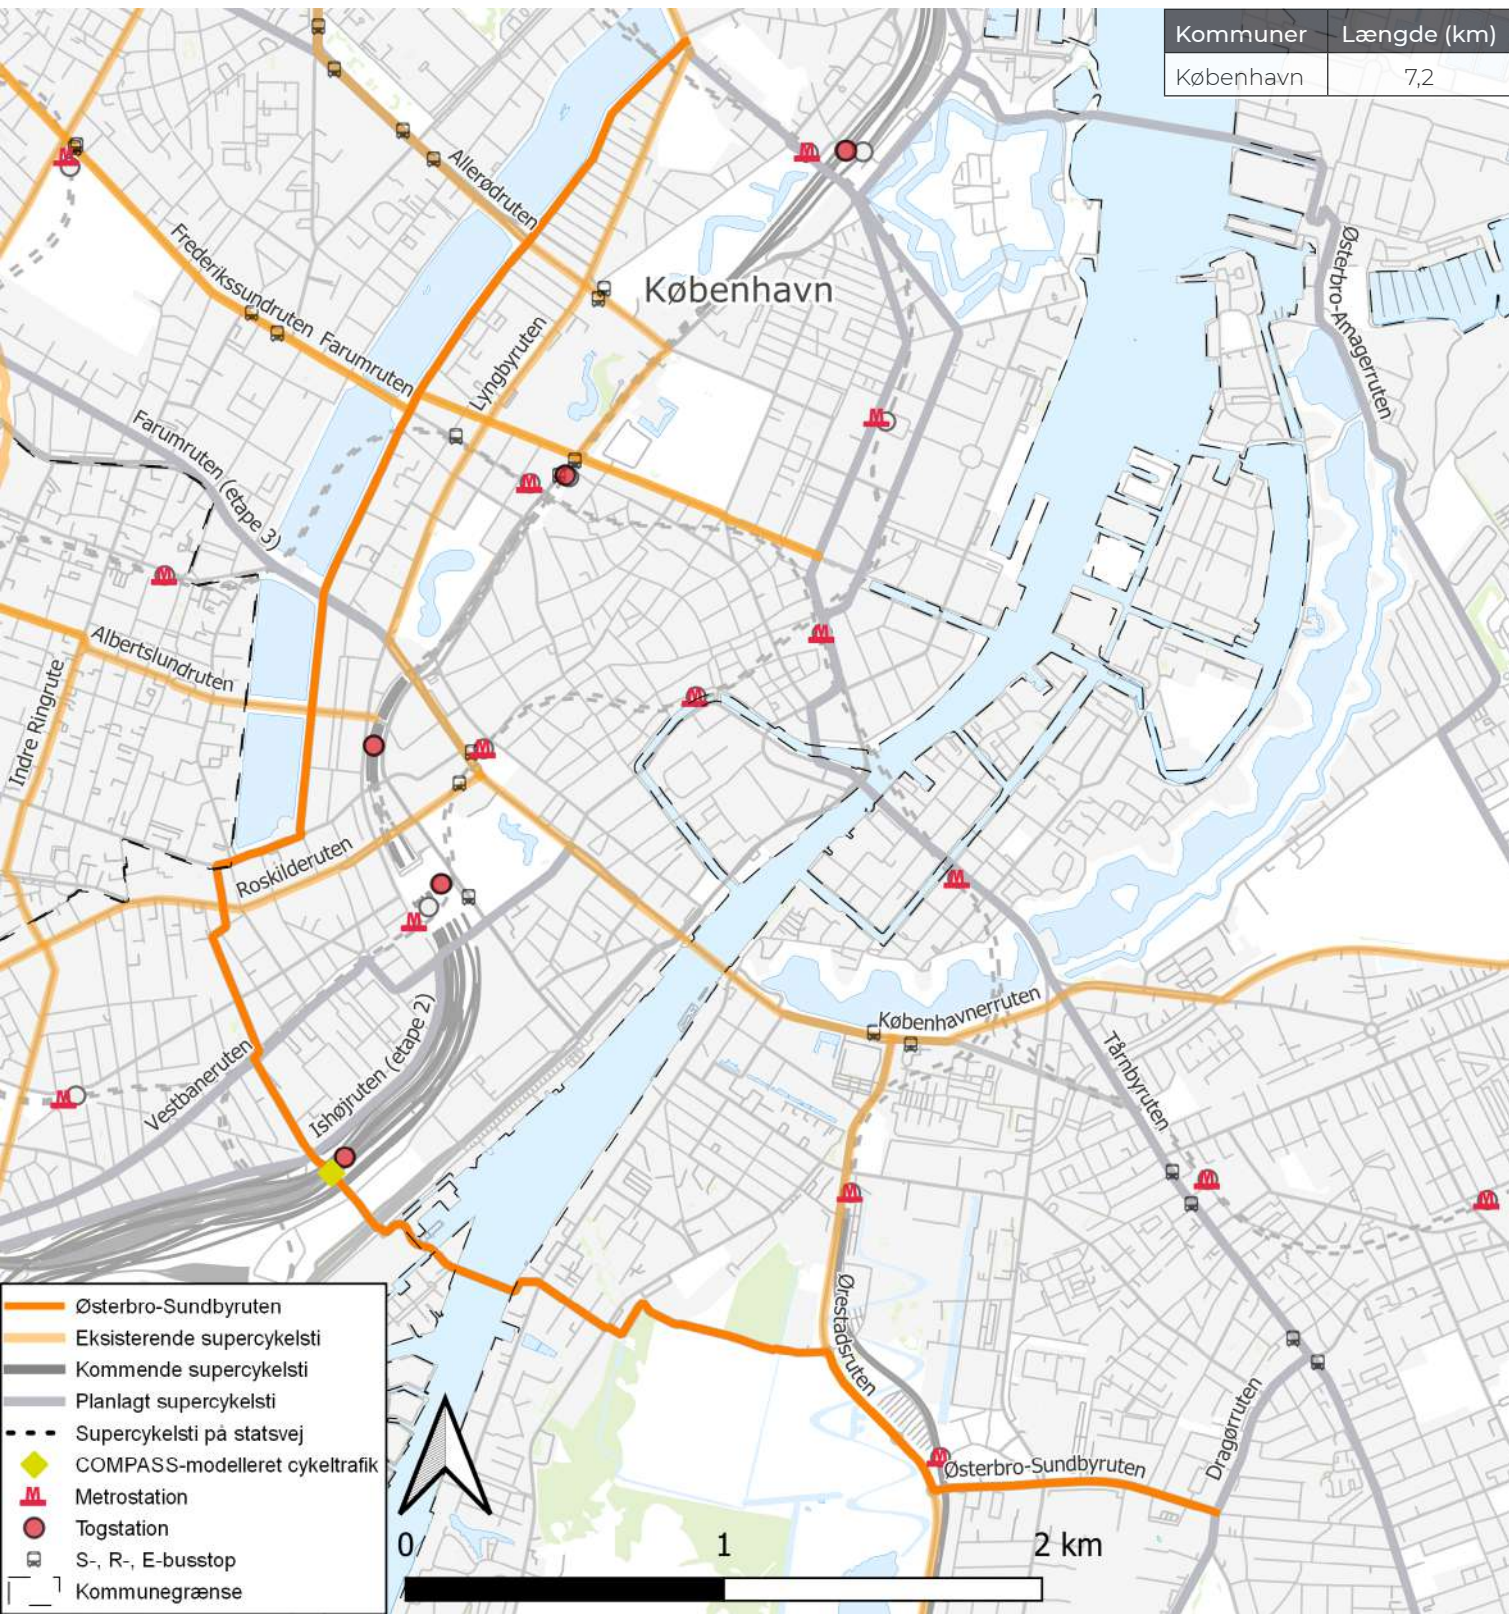 Kommuner Længde (km)
København 7,2
Allerødruten
København
Frederikssundruten
Farumruten
Lyngbyruten
Østerbro-Amagerruten
Farumruten (etape 3)
Albertslundruten
Indre Ringrute
Roskilderuten
Københavnerruten
Ishøjruten (etape 2)
Vestbaneruten
Tårnbyruten
Ørestadsruten
Dragørruten
Østerbro-Sundbyruten
Østerbro-Sundbyruten
Eksisterende supercykelsti
Kommende supercykelsti
Planlagt supercykelsti
Supercykelsti på statsvej
COMPASS-modelleret cykeltrafik
M Metrostation
Togstation
S-, R-, E-busstop
Kommunegrænse
0 1 2 km